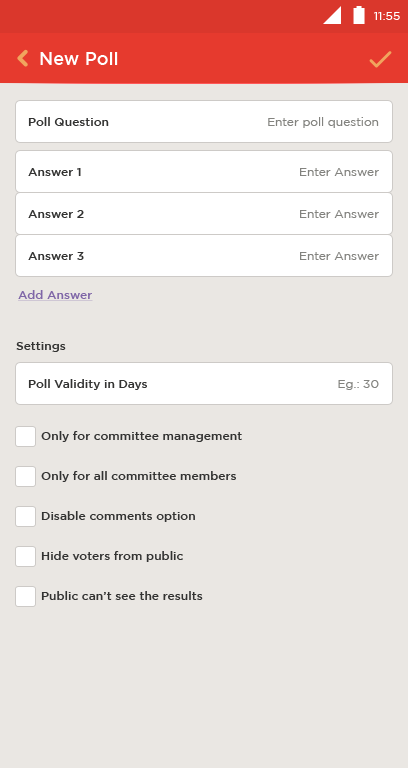 11:55
New Poll
Poll Question Enter poll question
Answer 1 Enter Answer
Answer 2 Enter Answer
Answer 3 Enter Answer
Add Answer
Settings
Poll Validity in Days Eg.: 30
Only for committee management
Only for all committee members
Disable comments option
Hide voters from public
Public can't see the results